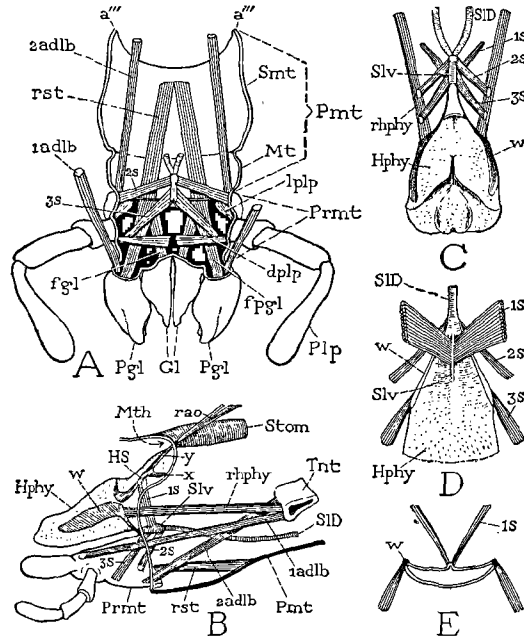 a''' a'''
2adlb
Smt
rst
Pmt
1adlb
Mt
2s
1plp
3s
Prmt
fgl
dplp
fpgl
A
Plp
Pgl Gl Pgl
SlD
1s
Slv
2s
3s
rhphy
Hphy
w
C
SlD
1s
w
2s
Slv
3s
Hphy
D
Mth rao
Stom
HS
y
x
w
rhphy
Tnt
Hphy
1s
Slv
SlD
3s 2s
1adlb
Prmt
rst 2adlb Pmt
B
1s
w
E